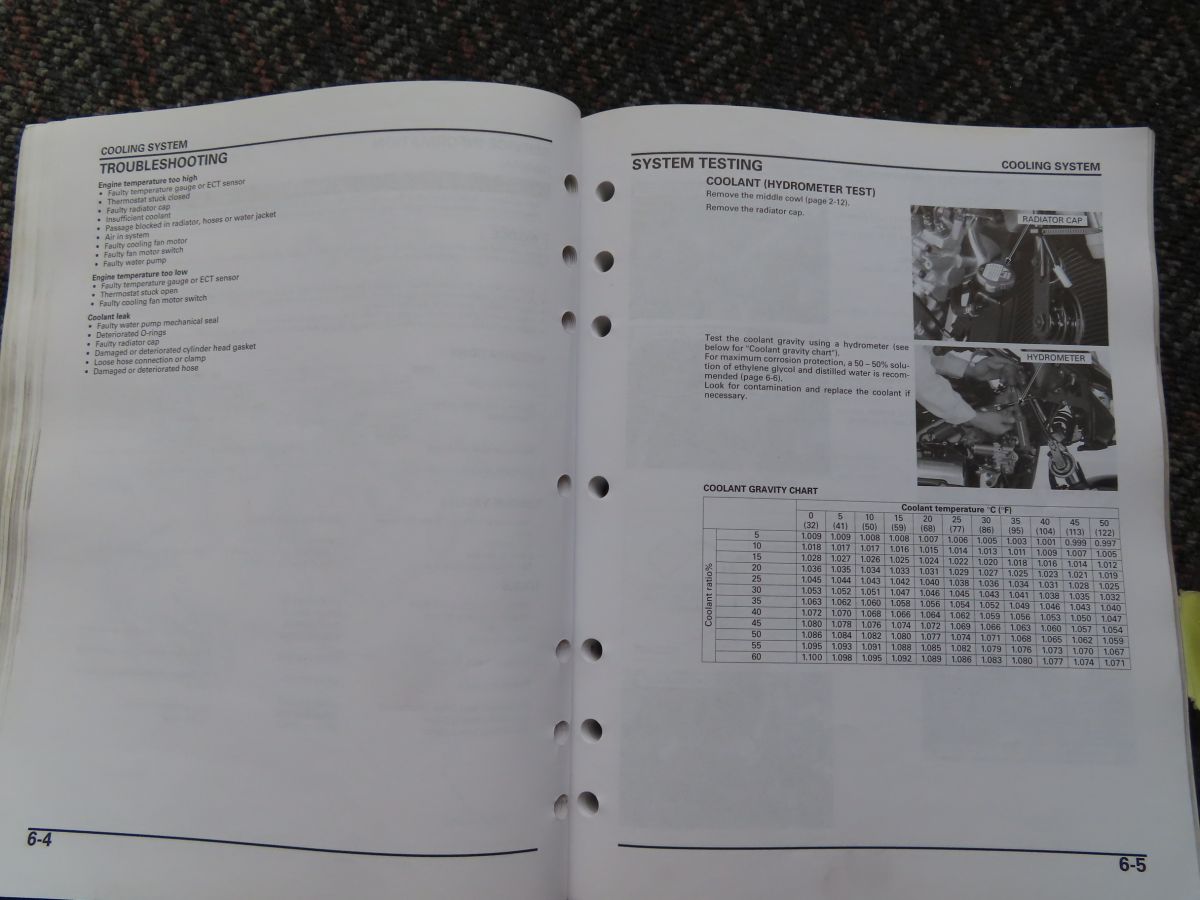 COOLING SYSTEM
TROUBLESHOOTING
Engine temperature too high
• Faulty temperature gauge or ECT sensor
• Thermostat stuck closed
• Faulty radiator cap
• Insufficient coolant
• Passage blocked in radiator, hoses or water jacket
• Air in system
• Faulty cooling fan motor
• Faulty fan motor switch
• Faulty water pump
Engine temperature too low
• Faulty temperature gauge or ECT sensor
• Thermostat stuck open
• Faulty cooling fan motor switch
Coolant leak
• Faulty water pump mechanical seal
• Deteriorated O-rings
• Faulty radiator cap
• Damaged or deteriorated cylinder head gasket
• Loose hose connection or clamp
• Damaged or deteriorated hose
6-4
COOLING SYSTEM
SYSTEM TESTING
COOLANT (HYDROMETER TEST)
Remove the middle cowl (page 2-12).
Remove the radiator cap.
RADIATOR CAP
Test the coolant gravity using a hydrometer (see
below for "Coolant gravity chart").
For maximum corrosion protection, a 50 – 50% solu-
tion of ethylene glycol and distilled water is recom-
mended (page 6-6).
Look for contamination and replace the coolant if
necessary.
HYDROMETER
COOLANT GRAVITY CHART
Coolant temperature °C (°F)
0 5 10 15 20 25 30 35 40 45 50
(32) (41) (50) (59) (68) (77) (86) (95) (104) (113) (122)
Coolant ratio%
5 1.009 1.009 1.008 1.008 1.007 1.006 1.005 1.003 1.001 0.999 0.997
10 1.018 1.017 1.017 1.016 1.015 1.014 1.013 1.011 1.009 1.007 1.005
15 1.028 1.027 1.026 1.025 1.024 1.022 1.020 1.018 1.016 1.014 1.012
20 1.036 1.035 1.034 1.033 1.031 1.029 1.027 1.025 1.023 1.021 1.019
25 1.045 1.044 1.043 1.042 1.040 1.038 1.036 1.034 1.031 1.028 1.025
30 1.053 1.052 1.051 1.047 1.046 1.045 1.043 1.041 1.038 1.035 1.032
35 1.063 1.062 1.060 1.058 1.056 1.054 1.052 1.049 1.046 1.043 1.040
40 1.072 1.070 1.068 1.066 1.064 1.062 1.059 1.056 1.053 1.050 1.047
45 1.080 1.078 1.076 1.074 1.072 1.069 1.066 1.063 1.060 1.057 1.054
50 1.086 1.084 1.082 1.080 1.077 1.074 1.071 1.068 1.065 1.062 1.059
55 1.095 1.093 1.091 1.088 1.085 1.082 1.079 1.076 1.073 1.070 1.067
60 1.100 1.098 1.095 1.092 1.089 1.086 1.083 1.080 1.077 1.074 1.071
6-5